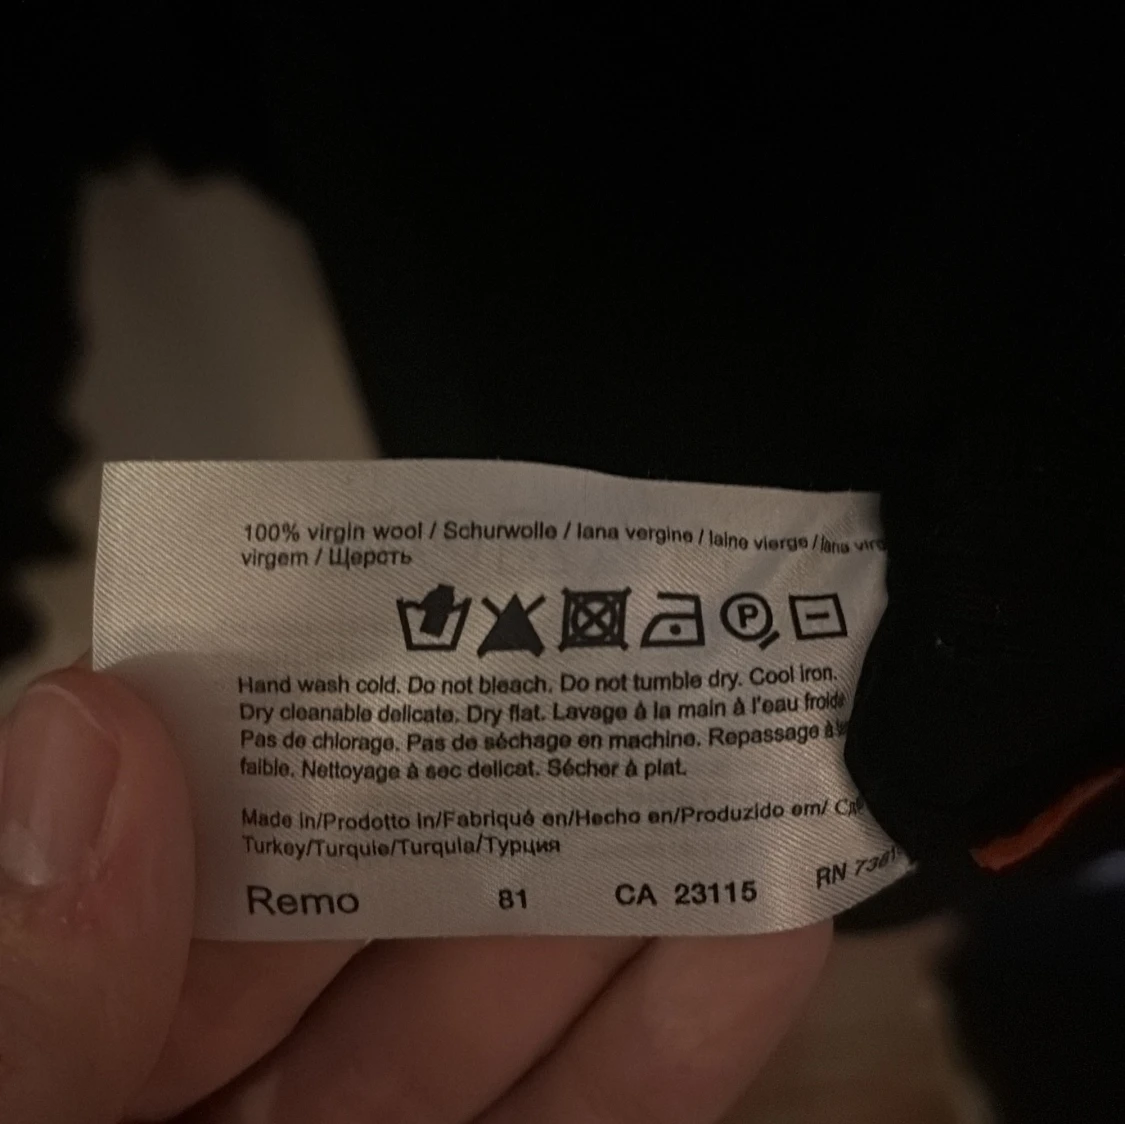 100% virgin wool / Schurwolle / lana vergine / laine vierge / lana
virgem / Шерсть
P
Hand wash cold. Do not bleach. Do not tumble dry. Cool iron.
Dry cleanable delicate. Dry flat. Lavage à la main à l'eau froide
Pas de chlorage. Pas de séchage en machine. Repassage à
faible. Nettoyage à sec delicat. Sécher à plat.
Made in/Prodotto in/Fabriqué en/Hecho en/Produzido em/
Turkey/Turquie/Turquia/Турция
Remo 81 CA 23115 RN